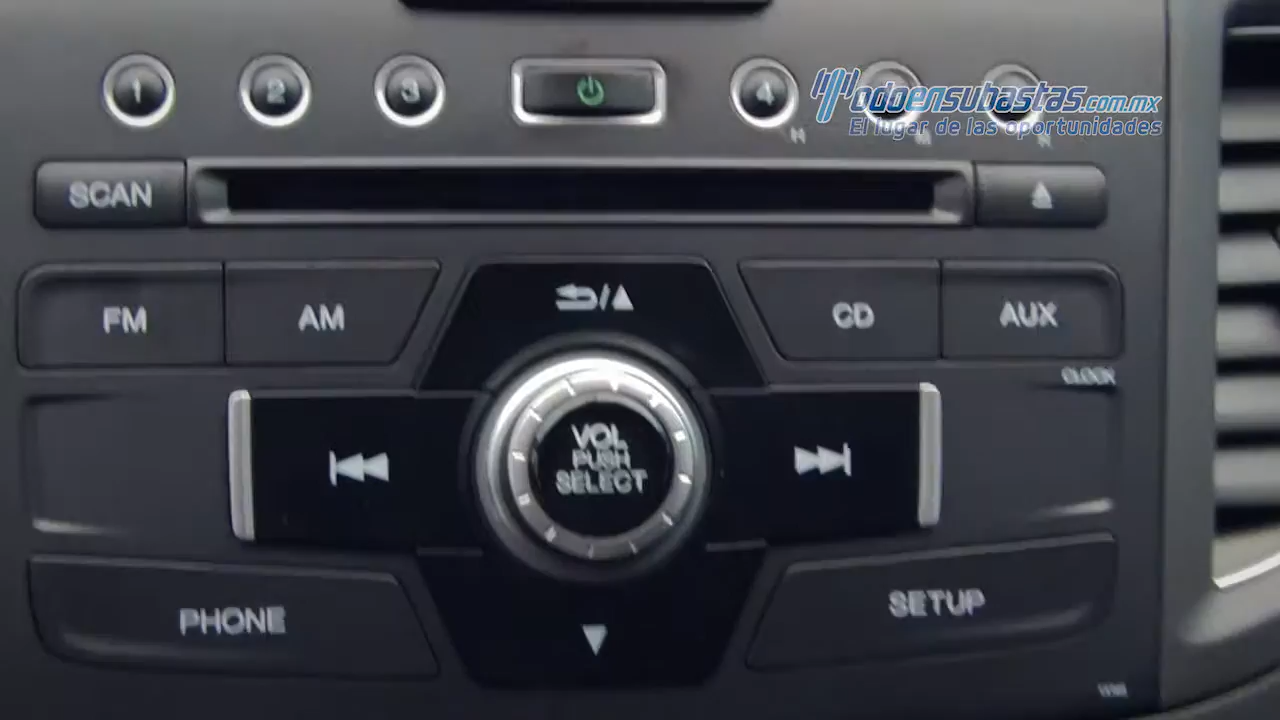 1 2 3 4
Todoensubastas.com.mx
El lugar de las oportunidades
H M R
SCAN
FM AM CD AUX
CLOCK
VOL
PUSH
SELECT
PHONE SETUP